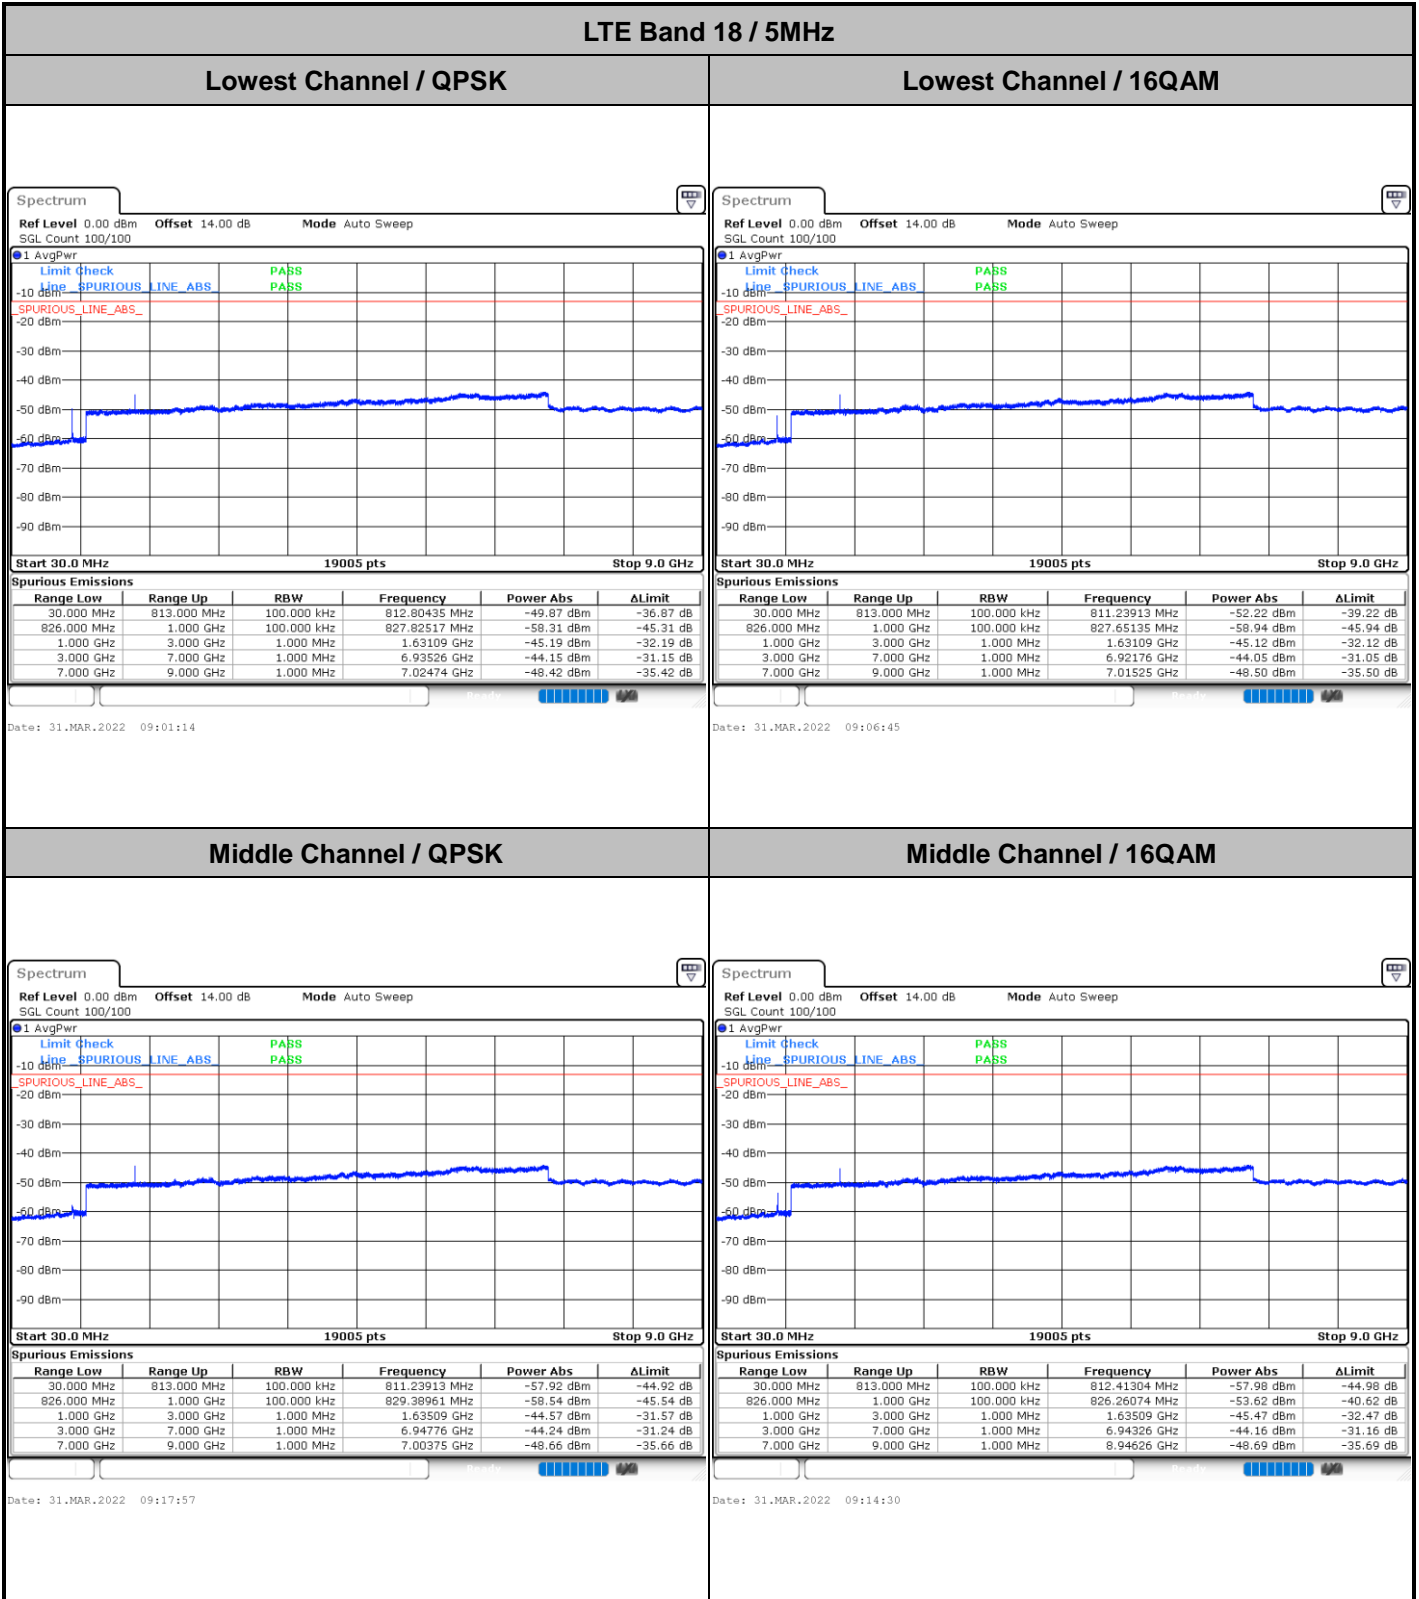 LTE Band 18 / 5MHz
Lowest Channel / QPSK
Lowest Channel / 16QAM
Spectrum
Ref Level 0.00 dBm Offset 14.00 dB Mode Auto Sweep
SGL Count 100/100
1 AvgPwr
Limit Check PASS
Line _SPURIOUS_LINE_ABS_ PASS
-10 dBm
_SPURIOUS_LINE_ABS_
-20 dBm
-30 dBm
-40 dBm
-50 dBm
-60 dBm
-70 dBm
-80 dBm
-90 dBm
Start 30.0 MHz 19005 pts Stop 9.0 GHz
Spurious Emissions
Range Low Range Up RBW Frequency Power Abs ΔLimit
30.000 MHz 813.000 MHz 100.000 kHz 812.80435 MHz -49.87 dBm -36.87 dB
826.000 MHz 1.000 GHz 100.000 kHz 827.82517 MHz -58.31 dBm -45.31 dB
1.000 GHz 3.000 GHz 1.000 MHz 1.63109 GHz -45.19 dBm -32.19 dB
3.000 GHz 7.000 GHz 1.000 MHz 6.93526 GHz -44.15 dBm -31.15 dB
7.000 GHz 9.000 GHz 1.000 MHz 7.02474 GHz -48.42 dBm -35.42 dB
Ready
Date: 31.MAR.2022 09:01:14
Spectrum
Ref Level 0.00 dBm Offset 14.00 dB Mode Auto Sweep
SGL Count 100/100
1 AvgPwr
Limit Check PASS
Line _SPURIOUS_LINE_ABS_ PASS
-10 dBm
_SPURIOUS_LINE_ABS_
-20 dBm
-30 dBm
-40 dBm
-50 dBm
-60 dBm
-70 dBm
-80 dBm
-90 dBm
Start 30.0 MHz 19005 pts Stop 9.0 GHz
Spurious Emissions
Range Low Range Up RBW Frequency Power Abs ΔLimit
30.000 MHz 813.000 MHz 100.000 kHz 811.23913 MHz -52.22 dBm -39.22 dB
826.000 MHz 1.000 GHz 100.000 kHz 827.65135 MHz -58.94 dBm -45.94 dB
1.000 GHz 3.000 GHz 1.000 MHz 1.63109 GHz -45.12 dBm -32.12 dB
3.000 GHz 7.000 GHz 1.000 MHz 6.92176 GHz -44.05 dBm -31.05 dB
7.000 GHz 9.000 GHz 1.000 MHz 7.01525 GHz -48.50 dBm -35.50 dB
Ready
Date: 31.MAR.2022 09:06:45
Middle Channel / QPSK
Middle Channel / 16QAM
Spectrum
Ref Level 0.00 dBm Offset 14.00 dB Mode Auto Sweep
SGL Count 100/100
1 AvgPwr
Limit Check PASS
Line _SPURIOUS_LINE_ABS_ PASS
-10 dBm
_SPURIOUS_LINE_ABS_
-20 dBm
-30 dBm
-40 dBm
-50 dBm
-60 dBm
-70 dBm
-80 dBm
-90 dBm
Start 30.0 MHz 19005 pts Stop 9.0 GHz
Spurious Emissions
Range Low Range Up RBW Frequency Power Abs ΔLimit
30.000 MHz 813.000 MHz 100.000 kHz 811.23913 MHz -57.92 dBm -44.92 dB
826.000 MHz 1.000 GHz 100.000 kHz 829.38961 MHz -58.54 dBm -45.54 dB
1.000 GHz 3.000 GHz 1.000 MHz 1.63509 GHz -44.57 dBm -31.57 dB
3.000 GHz 7.000 GHz 1.000 MHz 6.94776 GHz -44.24 dBm -31.24 dB
7.000 GHz 9.000 GHz 1.000 MHz 7.00375 GHz -48.66 dBm -35.66 dB
Ready
Date: 31.MAR.2022 09:17:57
Spectrum
Ref Level 0.00 dBm Offset 14.00 dB Mode Auto Sweep
SGL Count 100/100
1 AvgPwr
Limit Check PASS
Line _SPURIOUS_LINE_ABS_ PASS
-10 dBm
_SPURIOUS_LINE_ABS_
-20 dBm
-30 dBm
-40 dBm
-50 dBm
-60 dBm
-70 dBm
-80 dBm
-90 dBm
Start 30.0 MHz 19005 pts Stop 9.0 GHz
Spurious Emissions
Range Low Range Up RBW Frequency Power Abs ΔLimit
30.000 MHz 813.000 MHz 100.000 kHz 812.41304 MHz -57.98 dBm -44.98 dB
826.000 MHz 1.000 GHz 100.000 kHz 826.26074 MHz -53.62 dBm -40.62 dB
1.000 GHz 3.000 GHz 1.000 MHz 1.63509 GHz -45.47 dBm -32.47 dB
3.000 GHz 7.000 GHz 1.000 MHz 6.94326 GHz -44.16 dBm -31.16 dB
7.000 GHz 9.000 GHz 1.000 MHz 8.94626 GHz -48.69 dBm -35.69 dB
Ready
Date: 31.MAR.2022 09:14:30